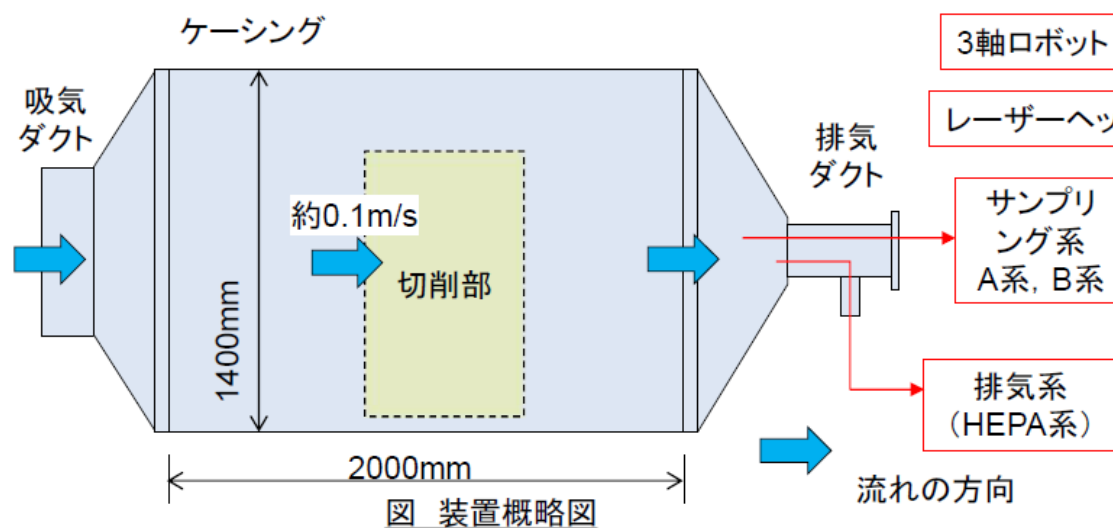 ケーシング
3軸ロボット
レーザーヘッ
吸気
ダクト
排気
ダクト
約0.1m/s
切削部
サンプリ
ング系
A系, B系
1400mm
排気系
（HEPA系）
2000mm
流れの方向
図 装置概略図